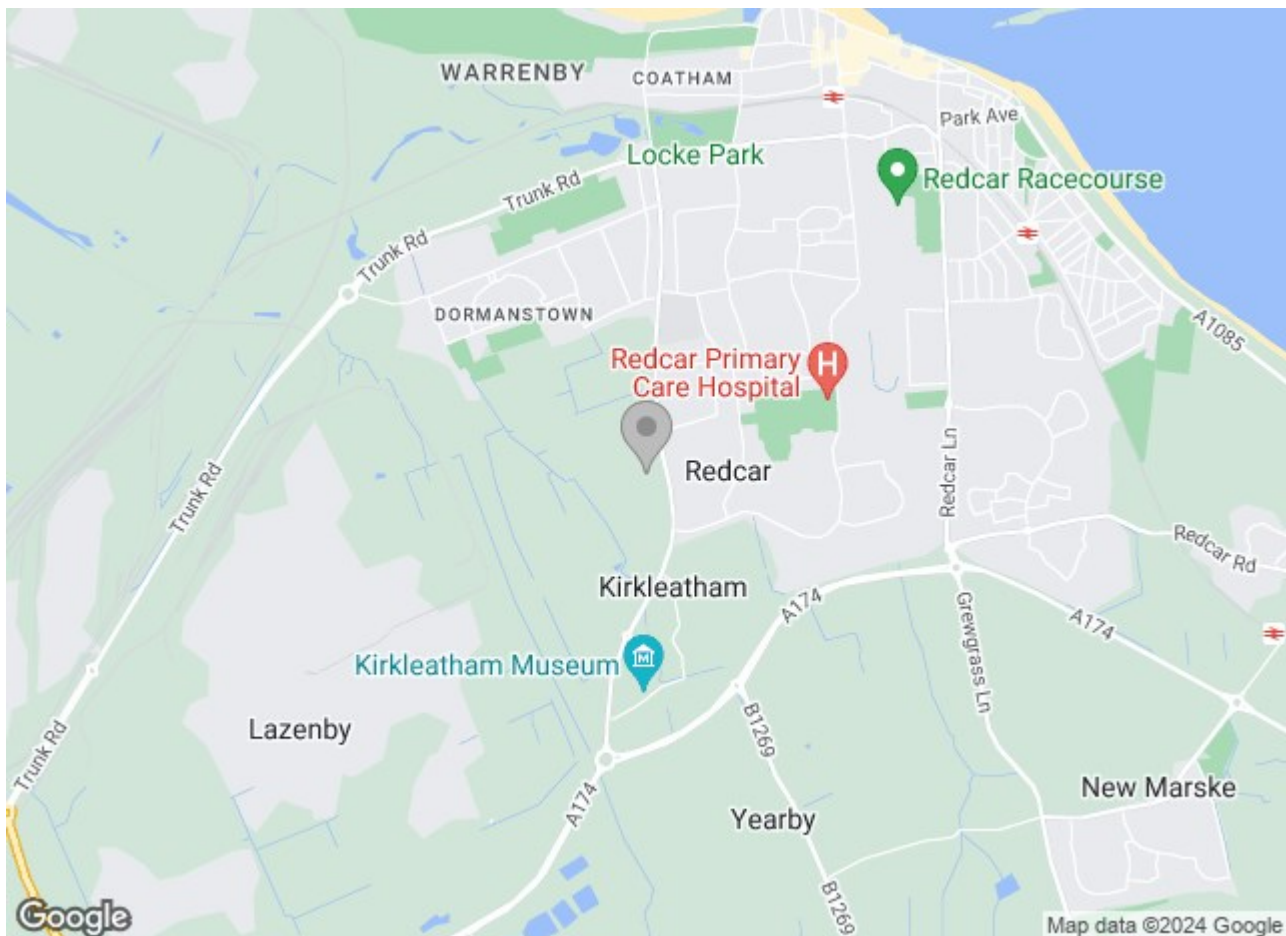 WARRENBY
COATHAM
Park Ave
Locke Park
Redcar Racecourse
Trunk Rd
Trunk Rd
DORMANSTOWN
A1085
Redcar Primary
Care Hospital
H
Redcar
Redcar Ln
Trunk Rd
Redcar Rd
Kirkleatham
A174
A174
Grewgrass Ln
Kirkleatham Museum
M
Lazenby
B1269
Trunk Rd
New Marske
A174
Yearby
B1269
Google
Map data ©2024 Google